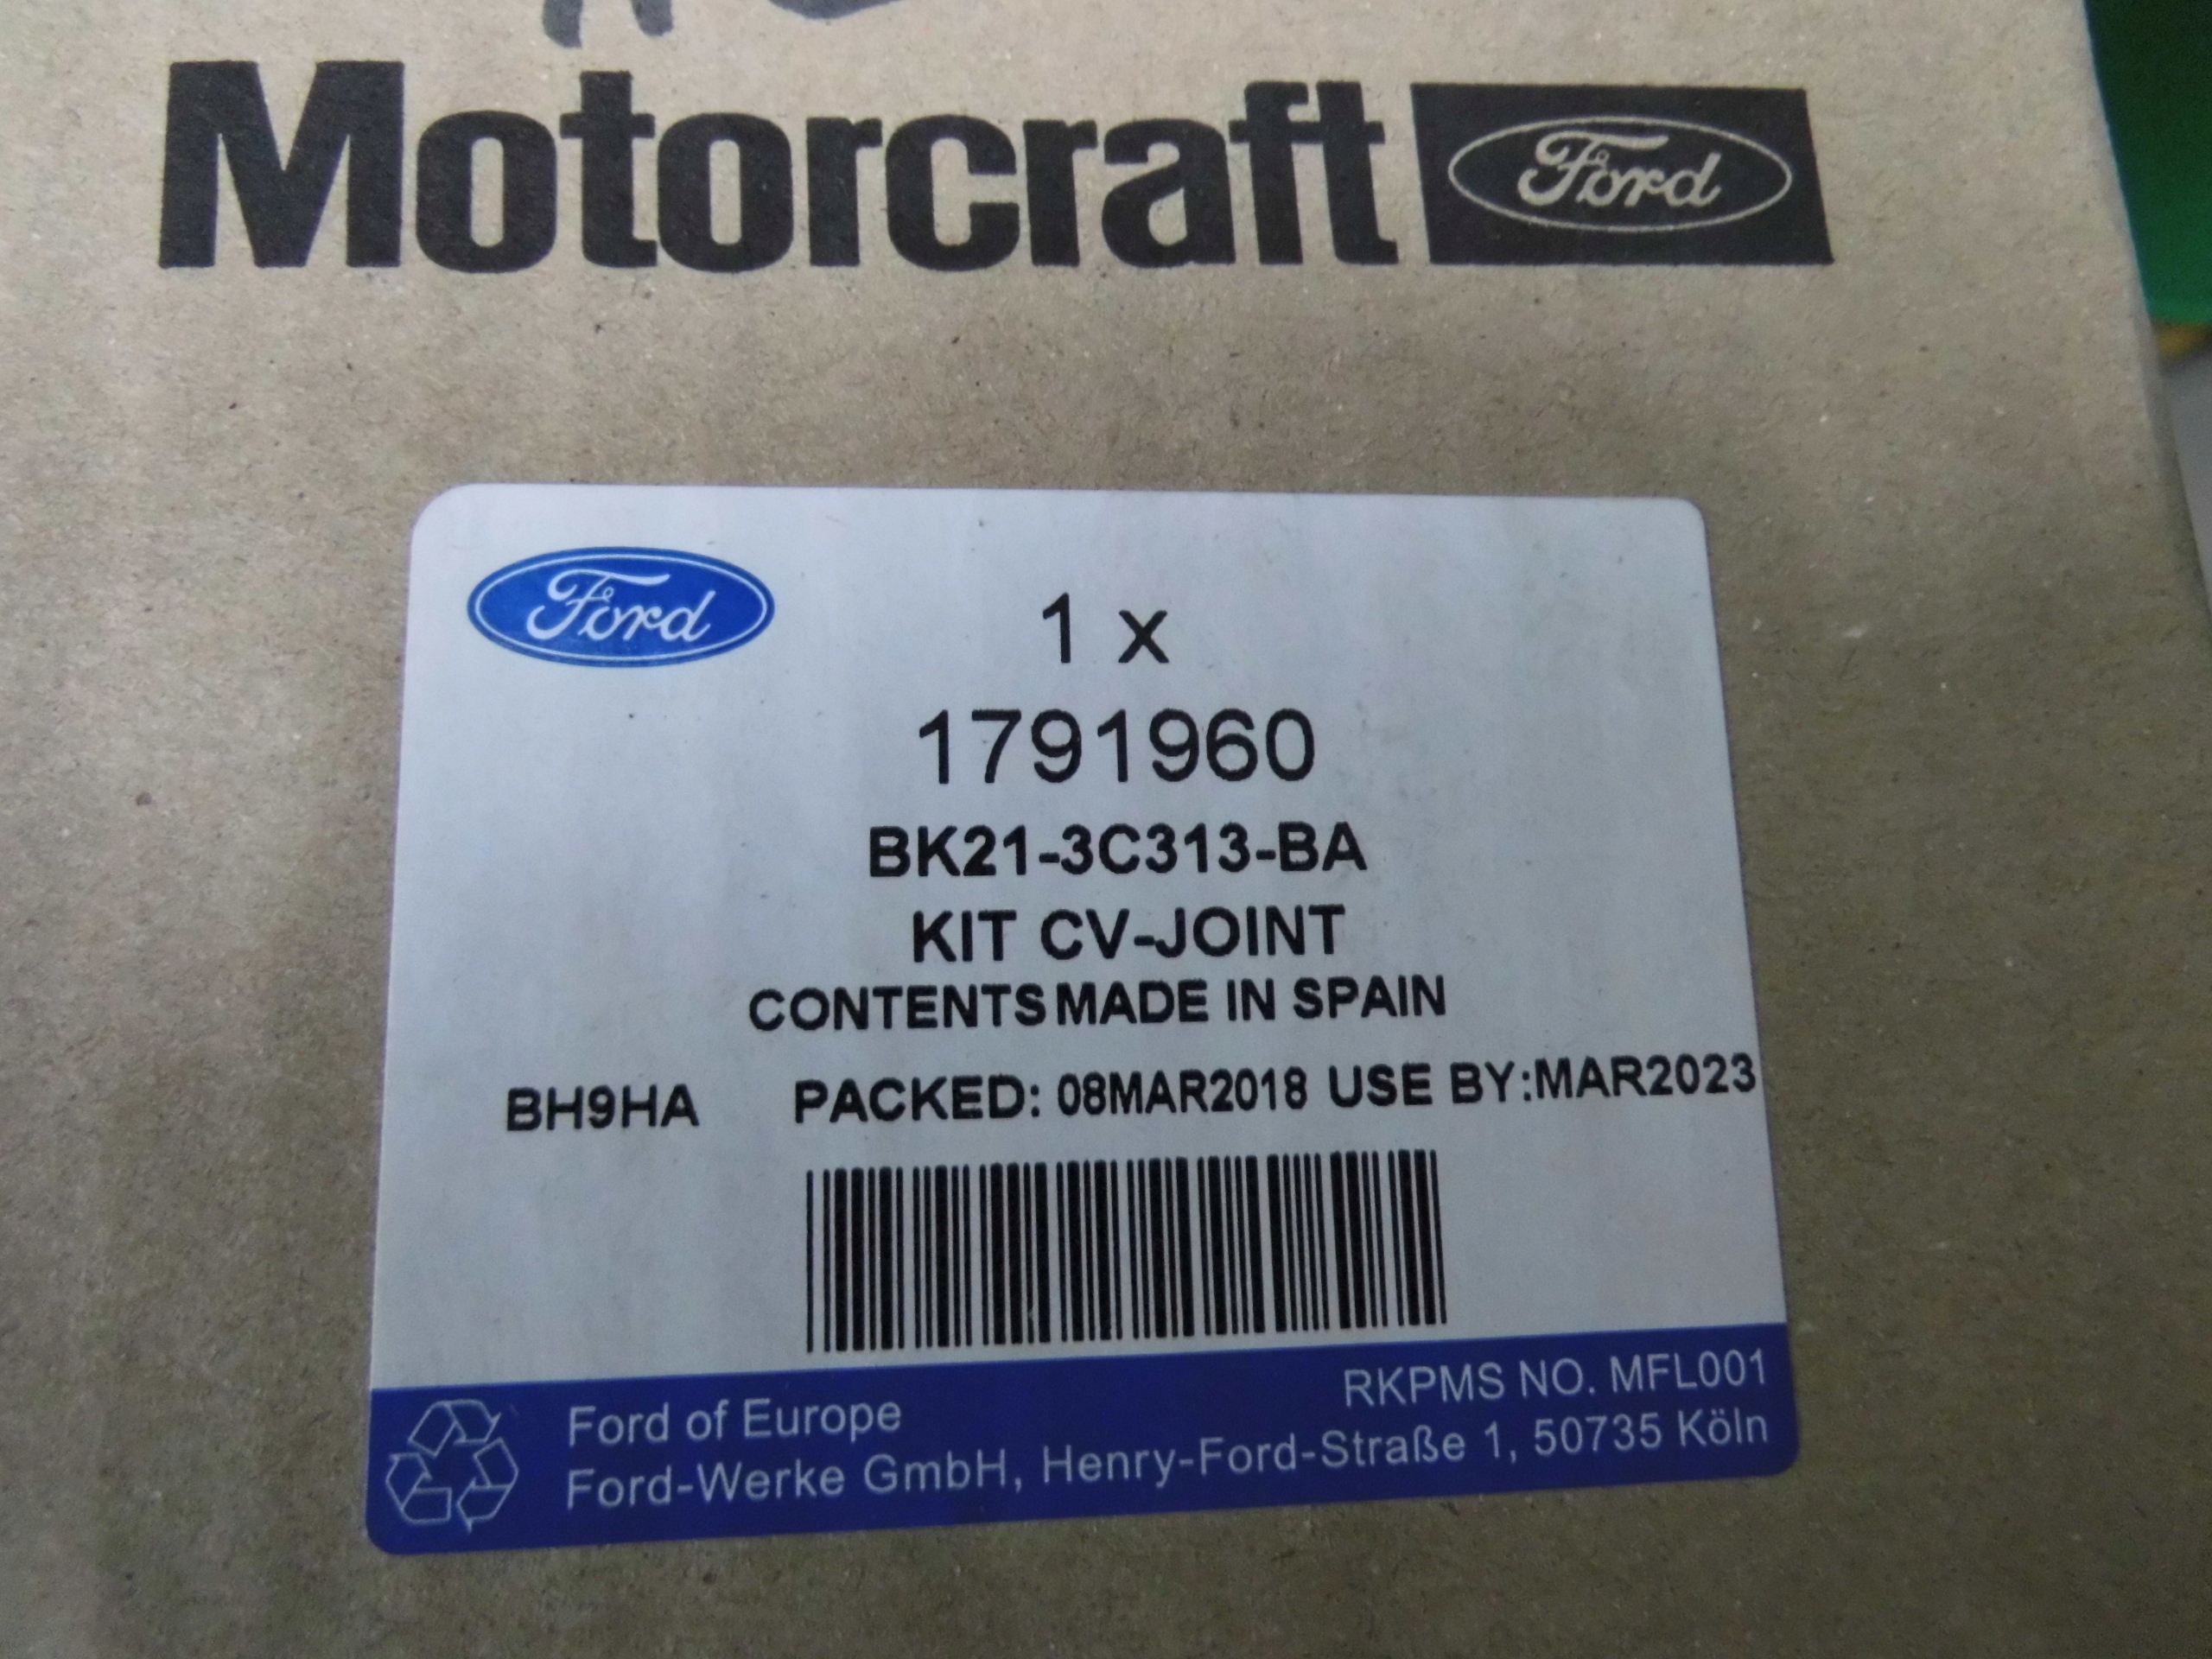 Motorcraft Ford
Ford
1 x
1791960
BK21-3C313-BA
KIT CV-JOINT
CONTENTS MADE IN SPAIN
BH9HA PACKED: 08MAR2018 USE BY:MAR2023
RKPMS NO. MFL001
Ford of Europe
Ford-Werke GmbH, Henry-Ford-Straße 1, 50735 Köln